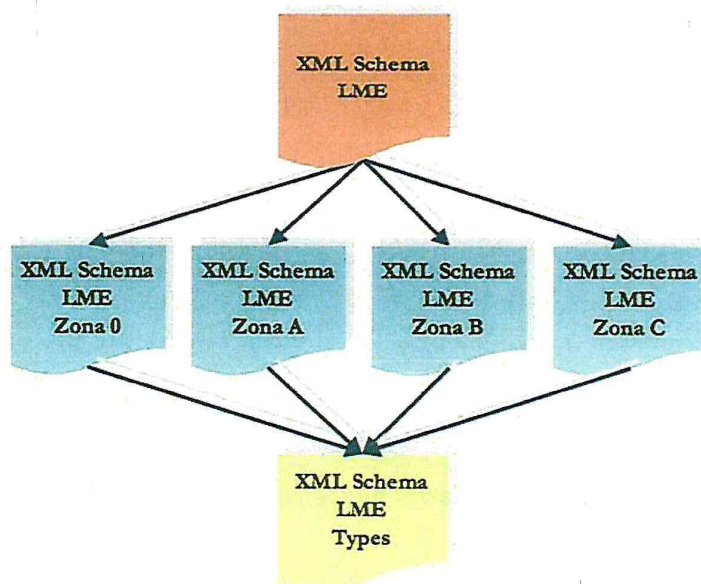 XML Schema
LME
XML Schema
LME
Zona 0
XML Schema
LME
Zona A
XML Schema
LME
Zona B
XML Schema
LME
Zona C
XML Schema
LME
Types